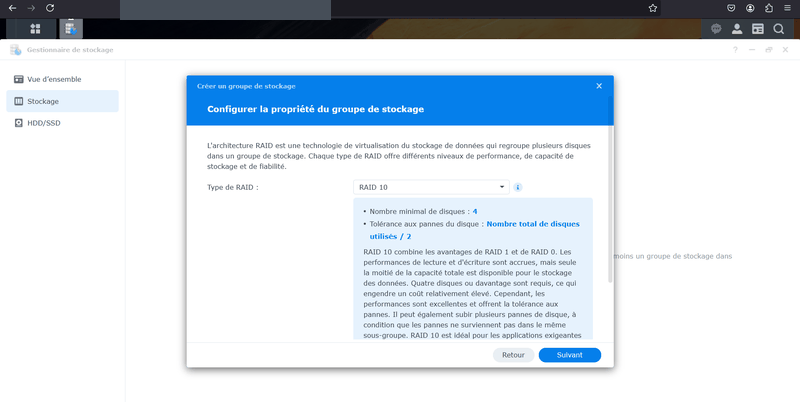 Gestionnaire de stockage
Vue d'ensemble
Stockage
HDD/SSD
Créer un groupe de stockage
Configurer la propriété du groupe de stockage
L'architecture RAID est une technologie de virtualisation du stockage de données qui regroupe plusieurs disques
dans un groupe de stockage. Chaque type de RAID offre différents niveaux de performance, de capacité de
stockage et de fiabilité.
Type de RAID :
RAID 10
• Nombre minimal de disques : 4
• Tolérance aux pannes du disque : Nombre total de disques
utilisés / 2
RAID 10 combine les avantages de RAID 1 et de RAID 0. Les
performances de lecture et d'écriture sont accrues, mais seule
la moitié de la capacité totale est disponible pour le stockage
des données. Quatre disques ou davantage sont requis, ce qui
engendre un coût relativement élevé. Cependant, les
performances sont excellentes et offrent la tolérance aux
pannes. Il peut également subir plusieurs pannes de disque, à
condition que les pannes ne surviennent pas dans le même
sous-groupe. RAID 10 est idéal pour les applications exigeantes
moins un groupe de stockage dans
Retour
Suivant